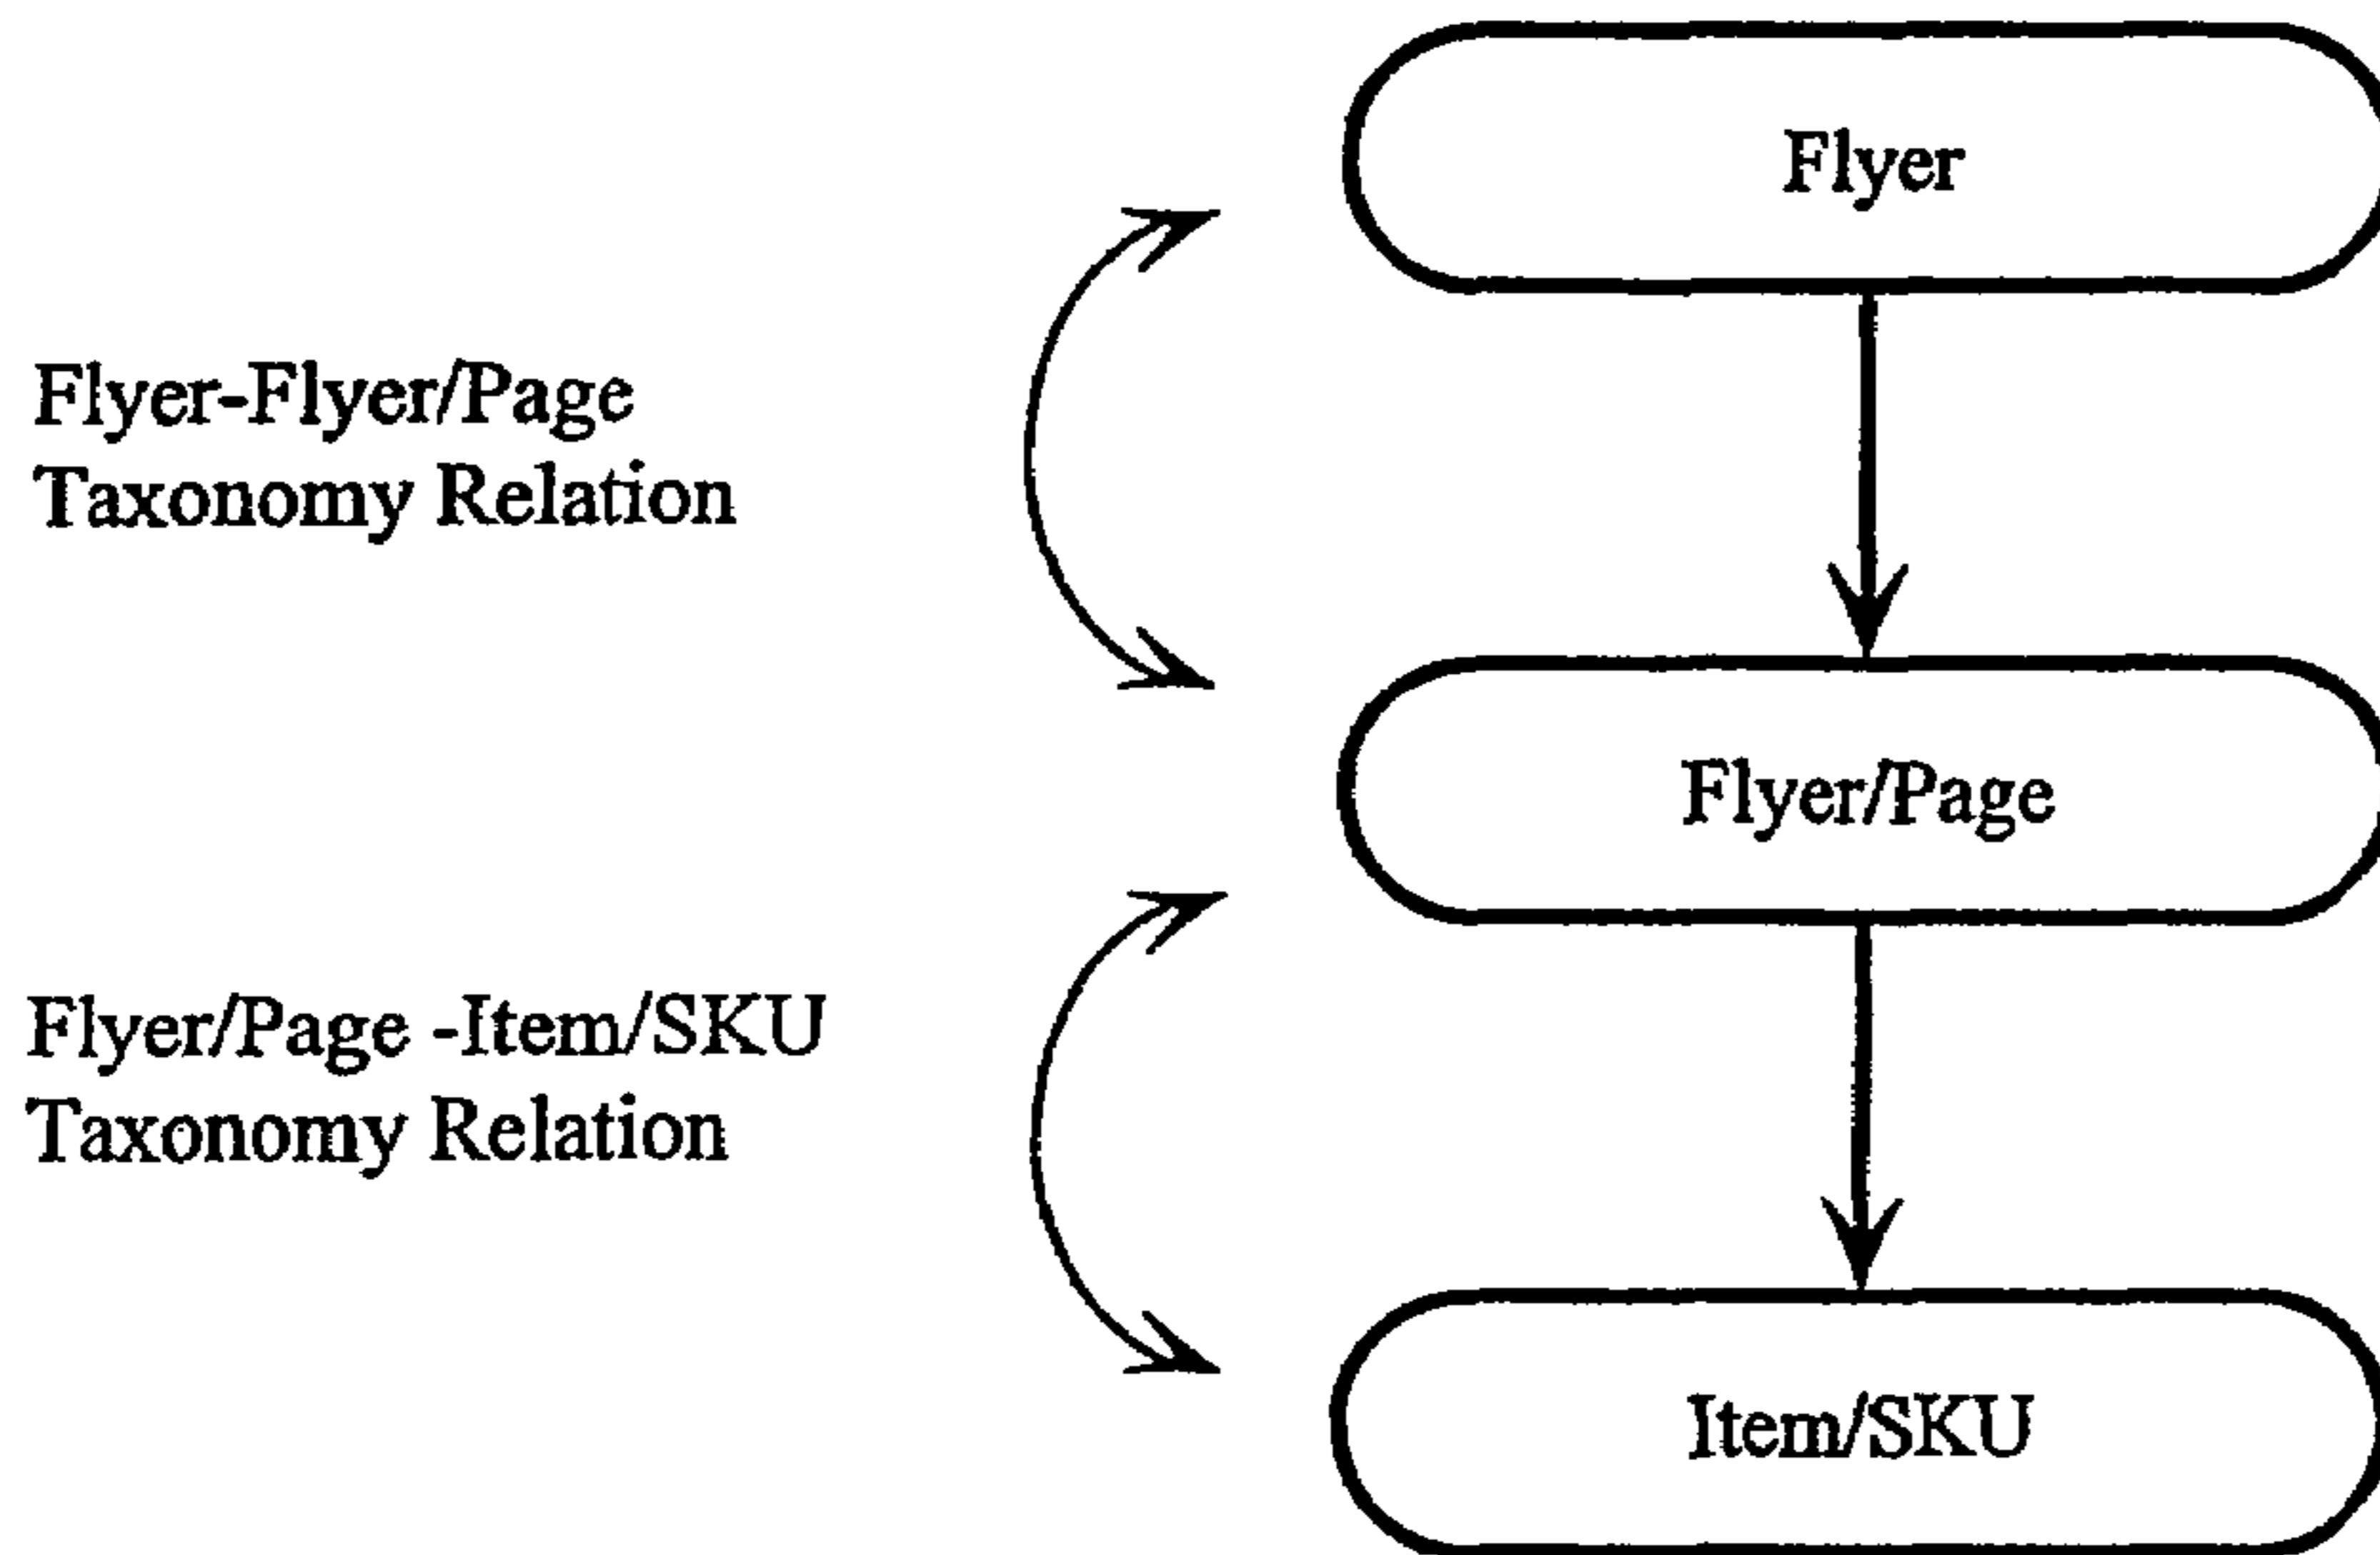 Flyer
Flyer-Flyer/Page
Taxonomy Relation
Flyer/Page
Flyer/Page -Item/SKU
Taxonomy Relation
Item/SKU